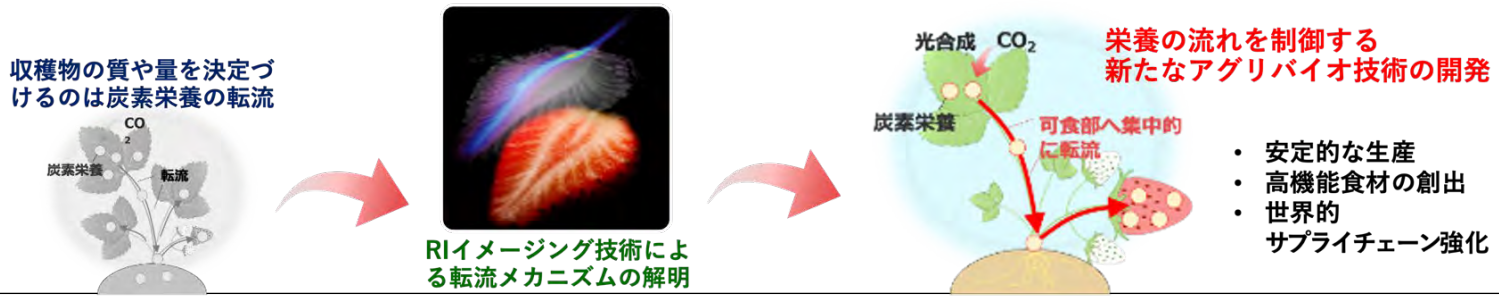 収穫物の質や量を決定づ
けるのは炭素栄養の転流
CO
2
炭素栄養
転流
RIイメージング技術によ
る転流メカニズムの解明
光合成 CO2
炭素栄養
可食部へ集中的
に転流
栄養の流れを制御する
新たなアグリバイオ技術の開発
• 安定的な生産
• 高機能食材の創出
• 世界的
サプライチェーン強化